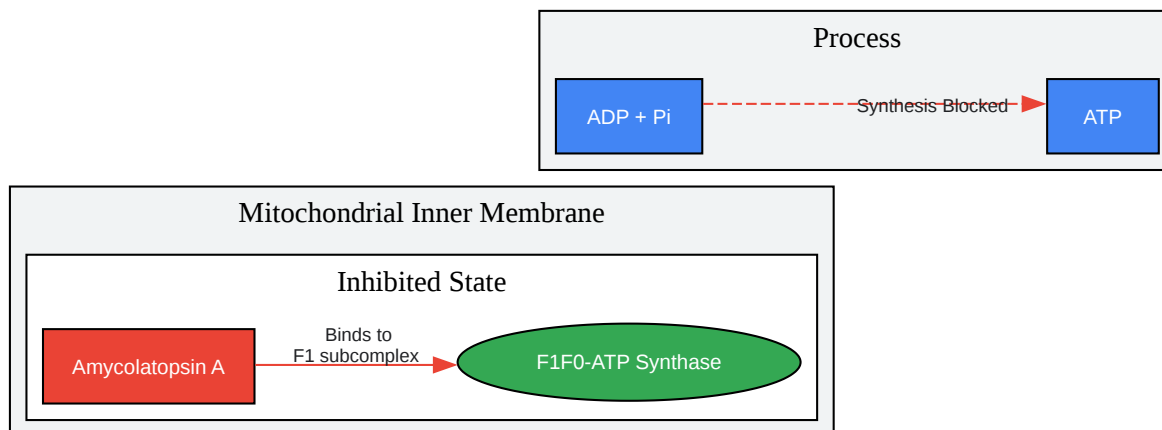 Process
ADP + Pi
Synthesis Blocked
ATP
Mitochondrial Inner Membrane
Inhibited State
Amycolatopsin A
Binds to
F1 subcomplex
F1F0-ATP Synthase